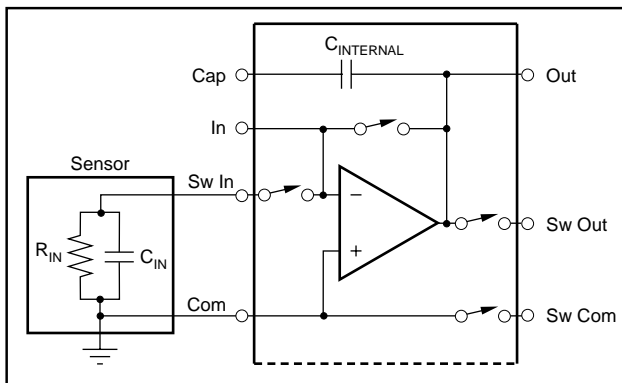 C_INTERNAL
Cap
Out
In
Sensor
Sw In
−
R_IN
C_IN
+
Sw Out
Com
Sw Com